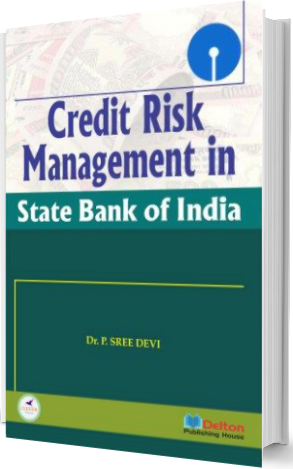 Credit Risk
Management in
State Bank of India
Dr. P. SREE DEVI
Delton
Publishing House